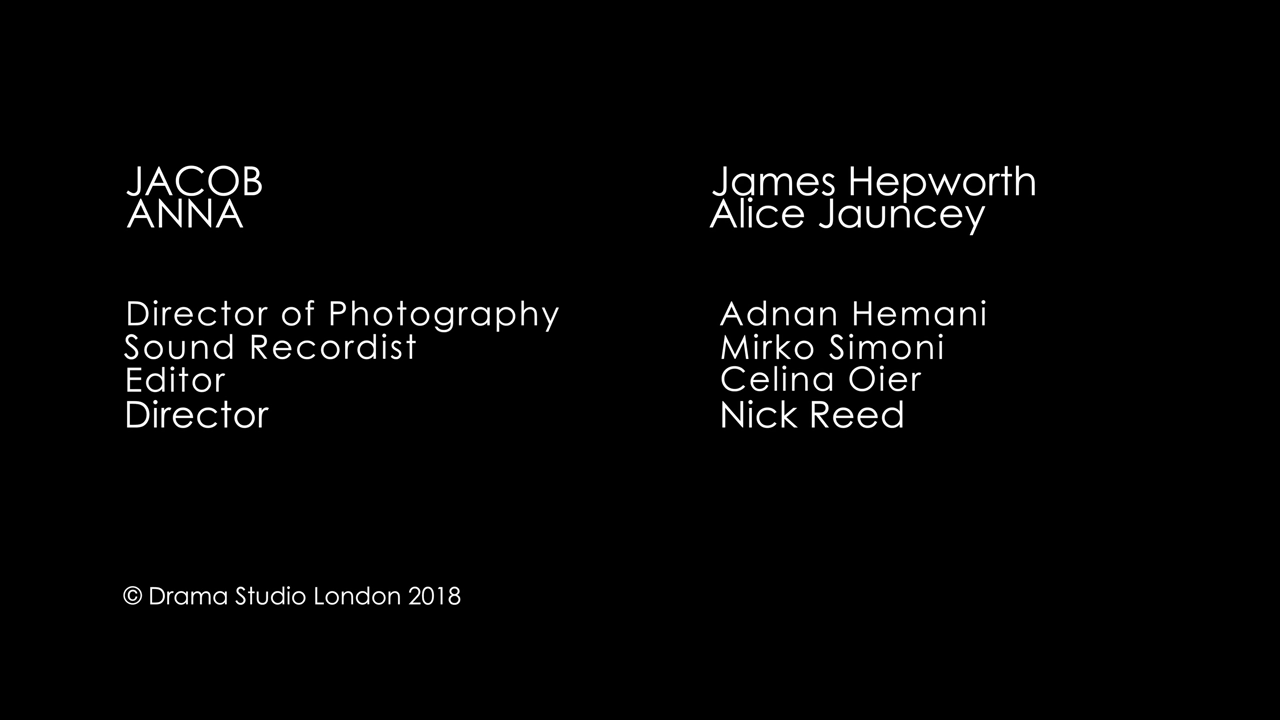 JACOB James Hepworth
ANNA Alice Jauncey
Director of Photography Adnan Hemani
Sound Recordist Mirko Simoni
Editor Celina Oier
Director Nick Reed
© Drama Studio London 2018